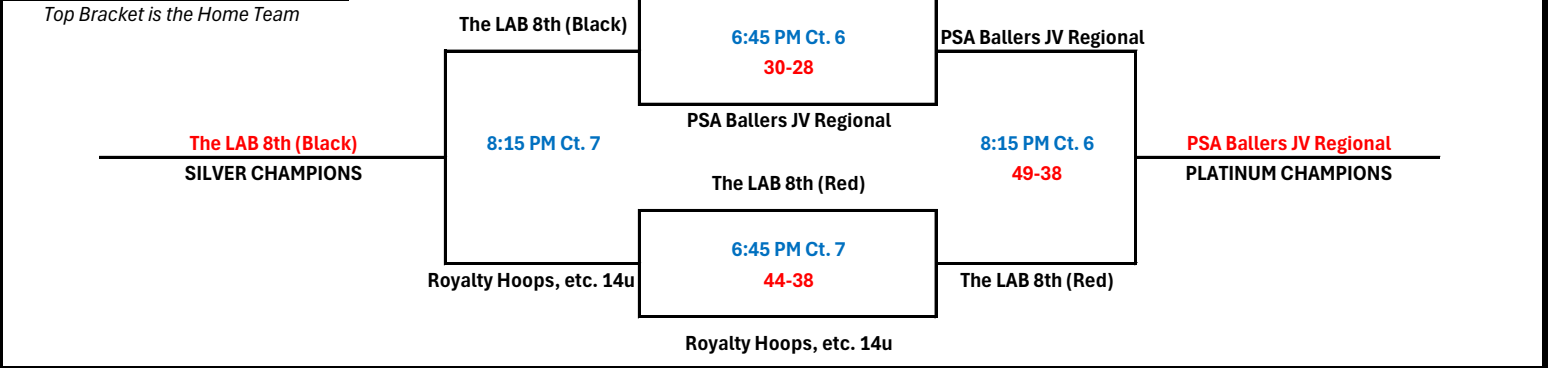 Top Bracket is the Home Team
The LAB 8th (Black)
6:45 PM Ct. 6
PSA Ballers JV Regional
30-28
PSA Ballers JV Regional
The LAB 8th (Black)
8:15 PM Ct. 7
8:15 PM Ct. 6
PSA Ballers JV Regional
SILVER CHAMPIONS
The LAB 8th (Red)
49-38
PLATINUM CHAMPIONS
6:45 PM Ct. 7
Royalty Hoops, etc. 14u
44-38
The LAB 8th (Red)
Royalty Hoops, etc. 14u